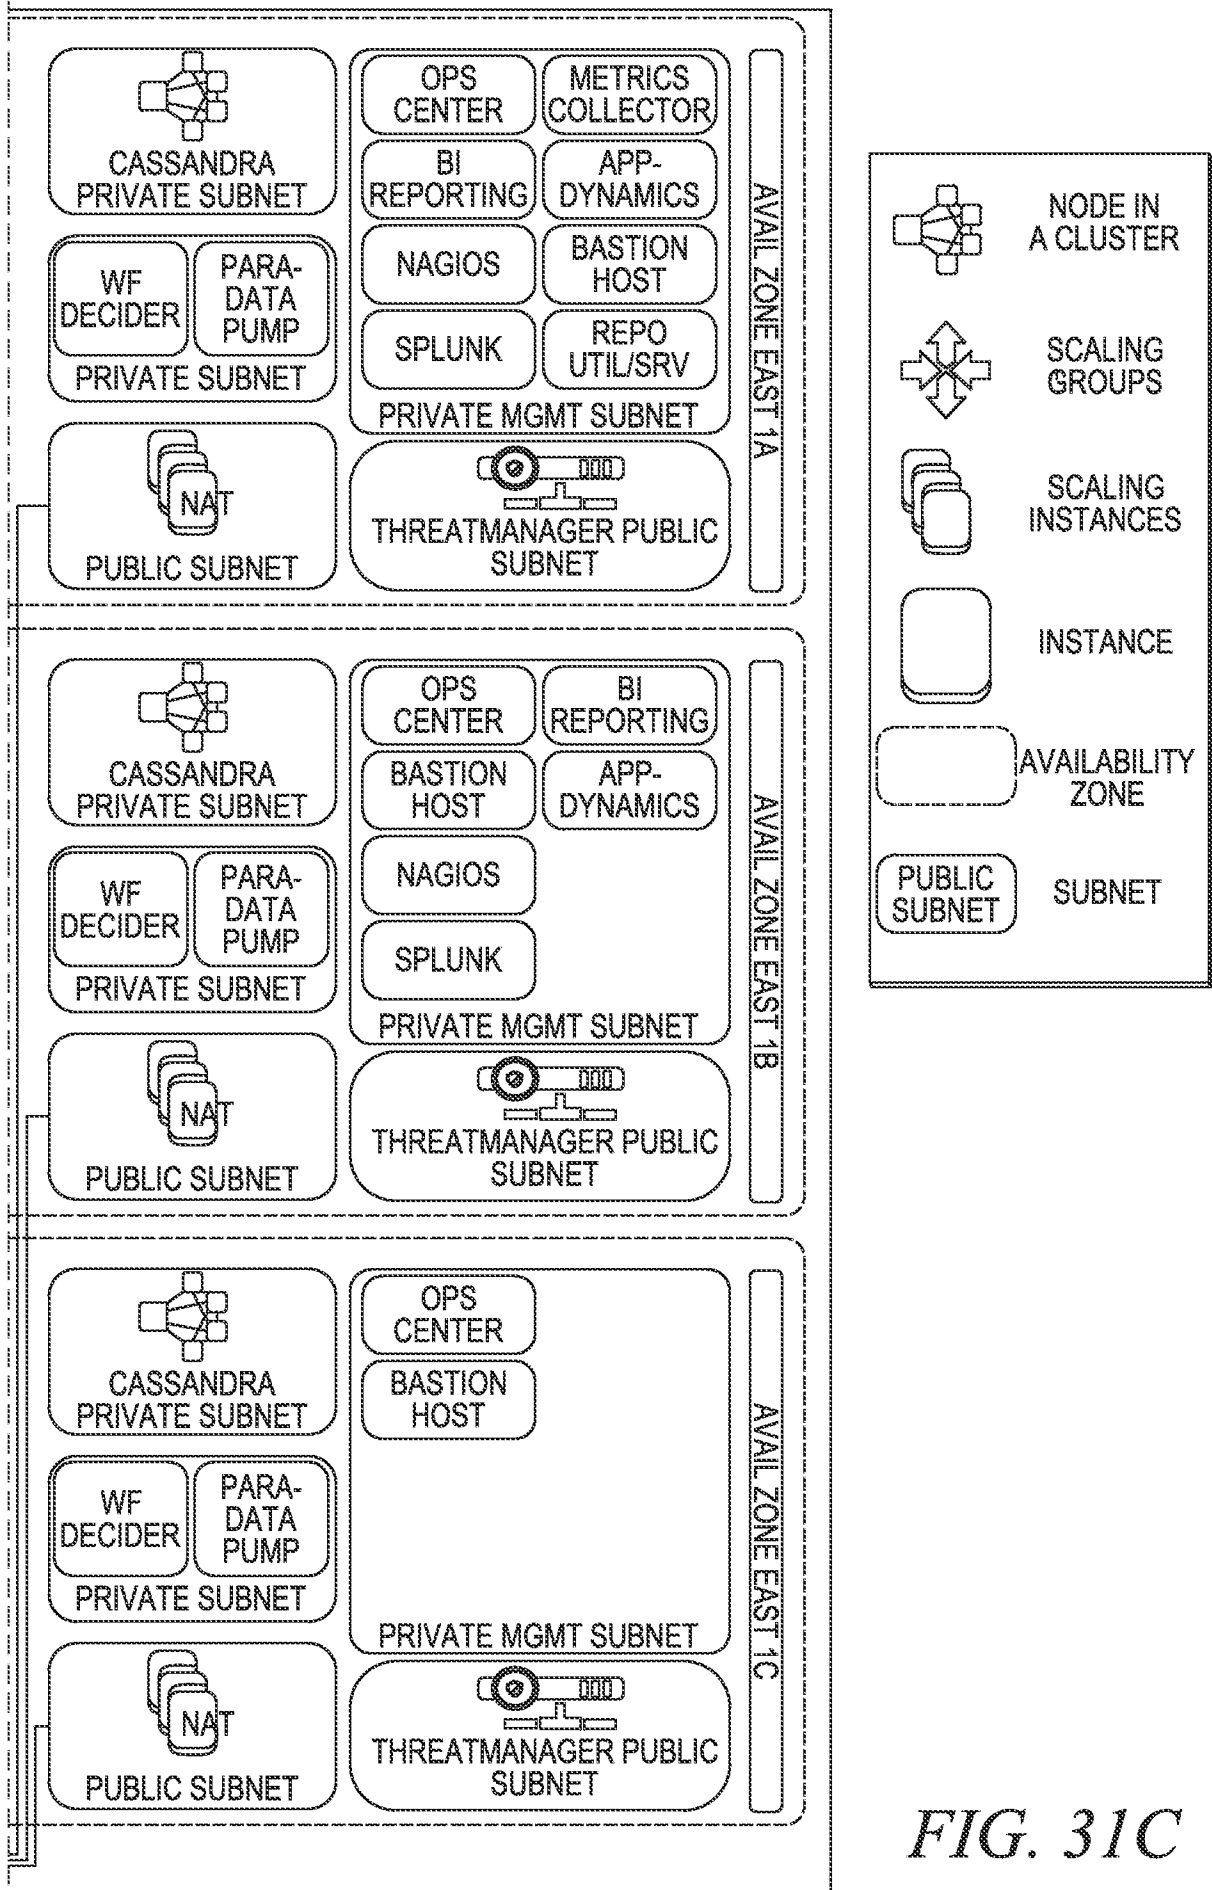 CASSANDRA
PRIVATE SUBNET
WF
DECIDER
PARA-
DATA
PUMP
PRIVATE SUBNET
NAT
PUBLIC SUBNET
OPS
CENTER
METRICS
COLLECTOR
BI
REPORTING
APP-
DYNAMICS
NAGIOS
BASTION
HOST
SPLUNK
REPO
UTIL/SRV
PRIVATE MGMT SUBNET
THREATMANAGER PUBLIC
SUBNET
AVAIL ZONE EAST 1A
CASSANDRA
PRIVATE SUBNET
WF
DECIDER
PARA-
DATA
PUMP
PRIVATE SUBNET
NAT
PUBLIC SUBNET
OPS
CENTER
BI
REPORTING
BASTION
HOST
APP-
DYNAMICS
NAGIOS
SPLUNK
PRIVATE MGMT SUBNET
THREATMANAGER PUBLIC
SUBNET
AVAIL ZONE EAST 1B
CASSANDRA
PRIVATE SUBNET
WF
DECIDER
PARA-
DATA
PUMP
PRIVATE SUBNET
NAT
PUBLIC SUBNET
OPS
CENTER
BASTION
HOST
PRIVATE MGMT SUBNET
THREATMANAGER PUBLIC
SUBNET
AVAIL ZONE EAST 1C
NODE IN
A CLUSTER
SCALING
GROUPS
SCALING
INSTANCES
INSTANCE
AVAILABILITY
ZONE
PUBLIC
SUBNET
SUBNET
FIG. 31C